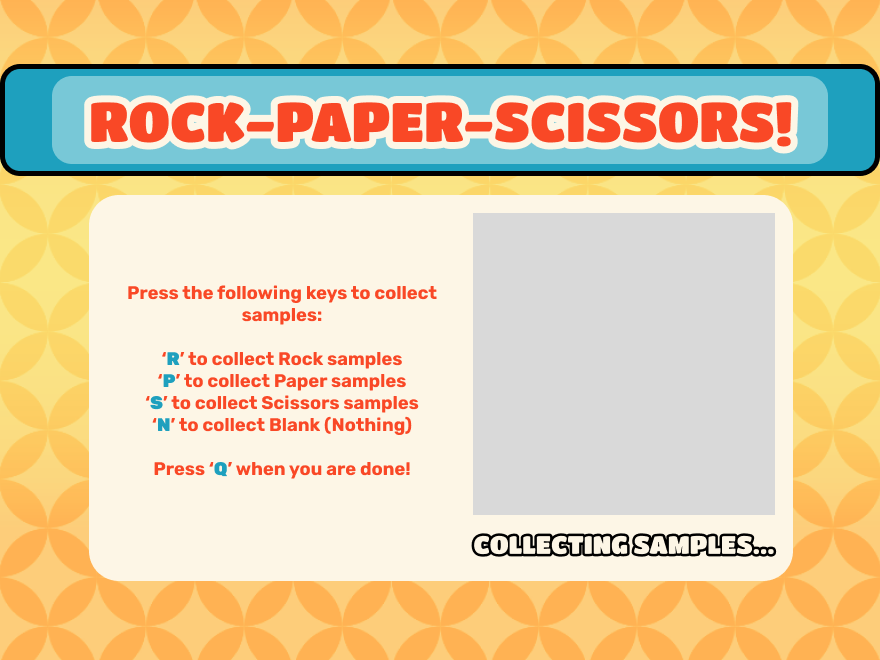 ROCK-PAPER-SCISSORS!
Press the following keys to collect
samples:
‘R’ to collect Rock samples
‘P’ to collect Paper samples
‘S’ to collect Scissors samples
‘N’ to collect Blank (Nothing)
Press ‘Q’ when you are done!
COLLECTING SAMPLES...